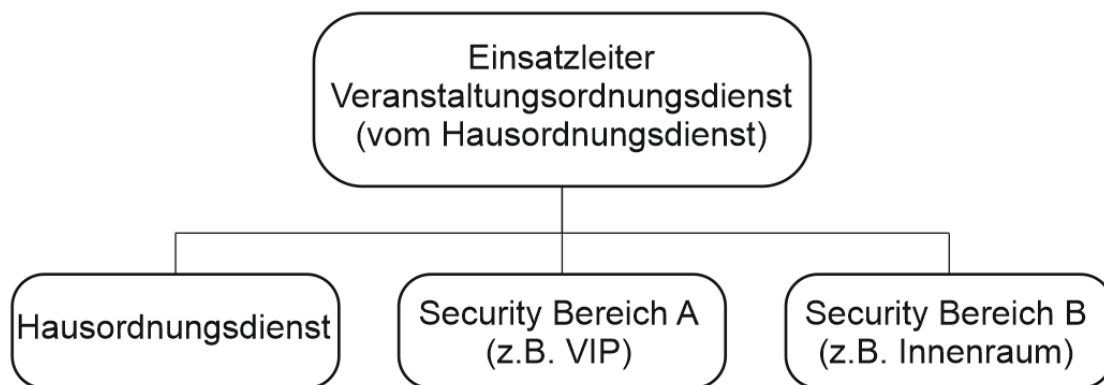 Einsatzleiter
Veranstaltungsordnungsdienst
(vom Hausordnungsdienst)
Hausordnungsdienst
Security Bereich A
(z.B. VIP)
Security Bereich B
(z.B. Innenraum)